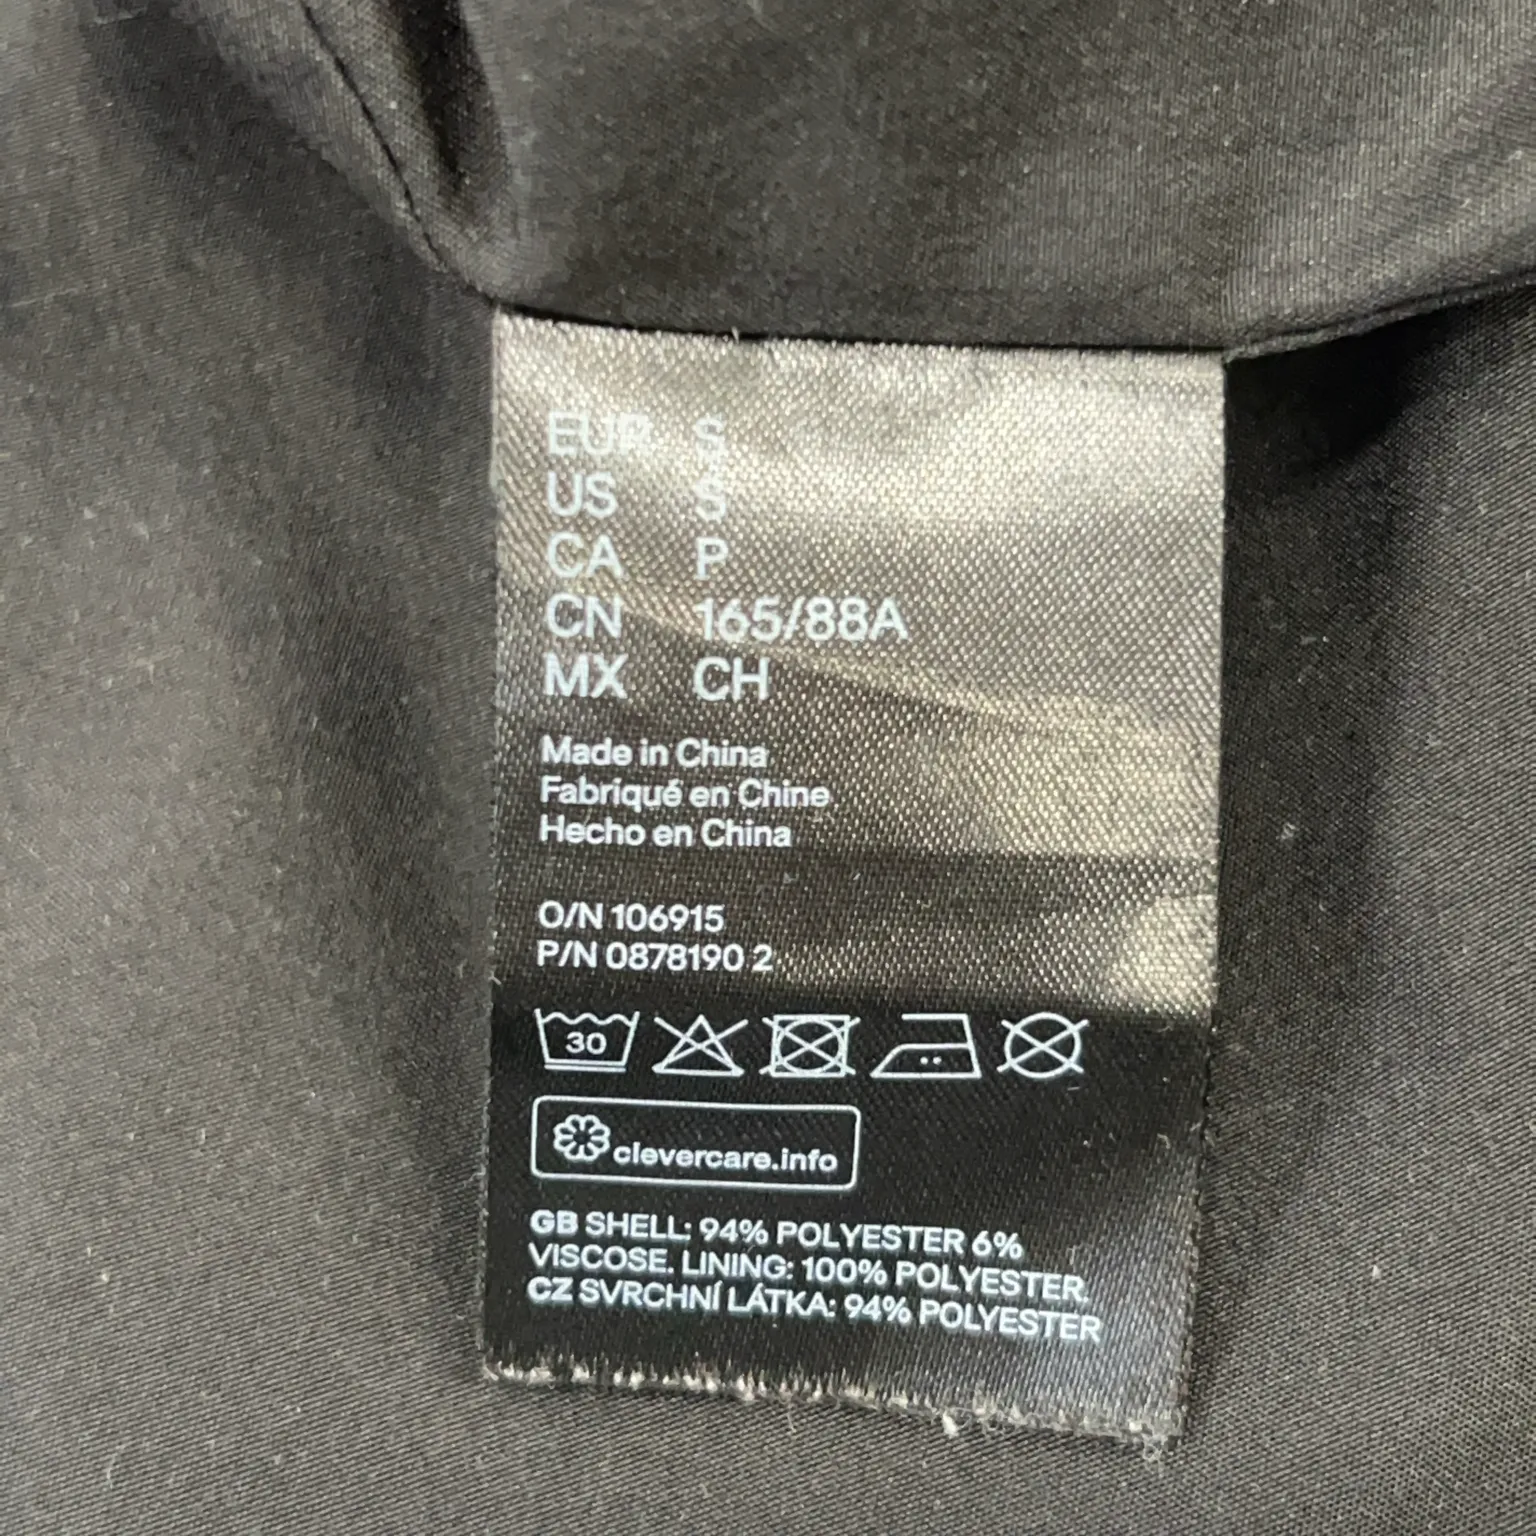 EUR S
US S
CA P
CN 165/88A
MX CH
Made in China
Fabriqué en Chine
Hecho en China
O/N 106915
P/N 0878190 2
30
clevercare.info
GB SHELL: 94% POLYESTER 6%
VISCOSE. LINING: 100% POLYESTER.
CZ SVRCHNÍ LÁTKA: 94% POLYESTER